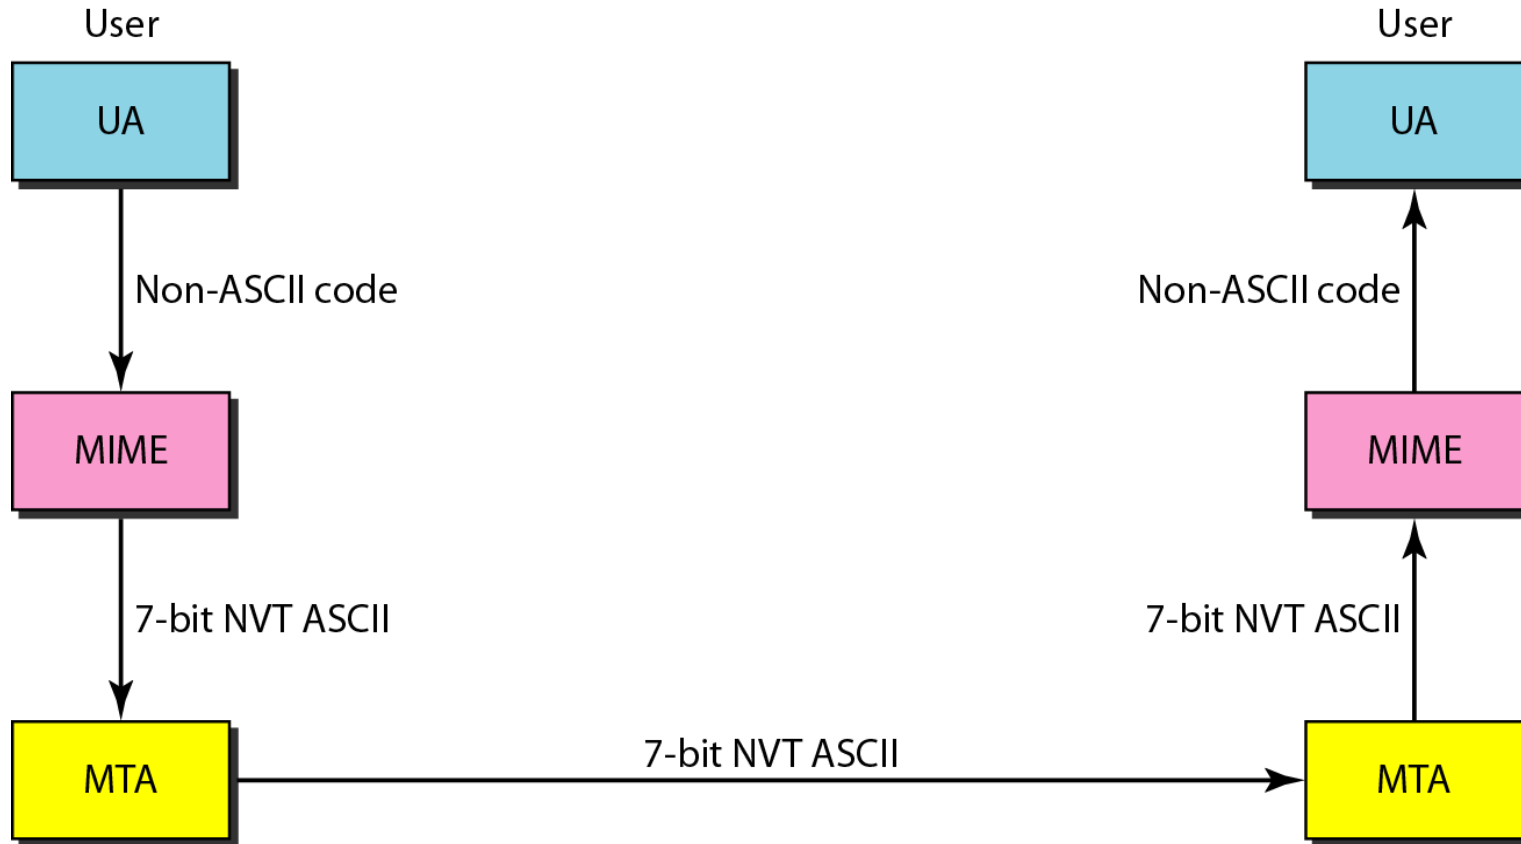 User
User
UA
UA
Non-ASCII code
Non-ASCII code
MIME
MIME
7-bit NVT ASCII
7-bit NVT ASCII
7-bit NVT ASCII
MTA
MTA